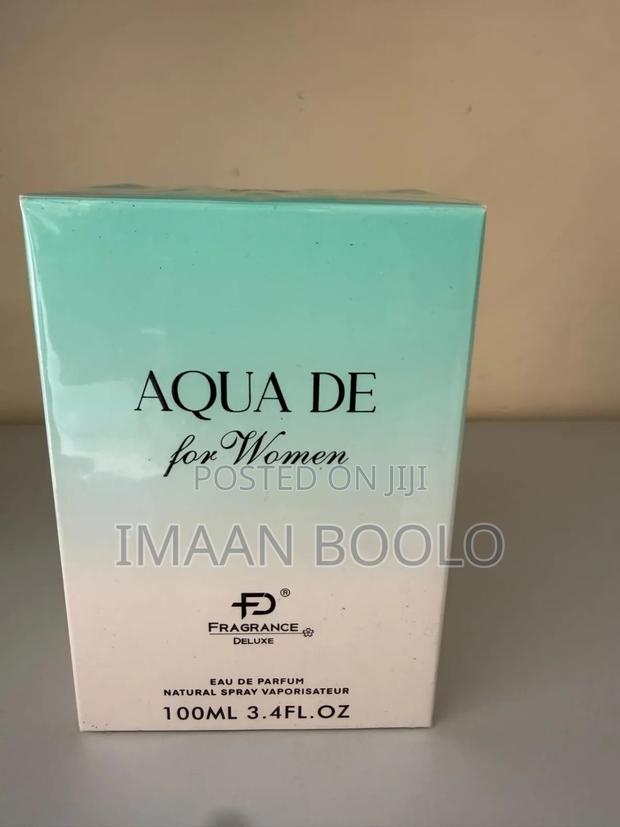 AQUA DE
for Women
POSTED ON JIJI
IMAAN BOOLO
FD®
FRAGRANCE
DELUXE
EAU DE PARFUM
NATURAL SPRAY VAPORISATEUR
100ML 3.4FL.OZ